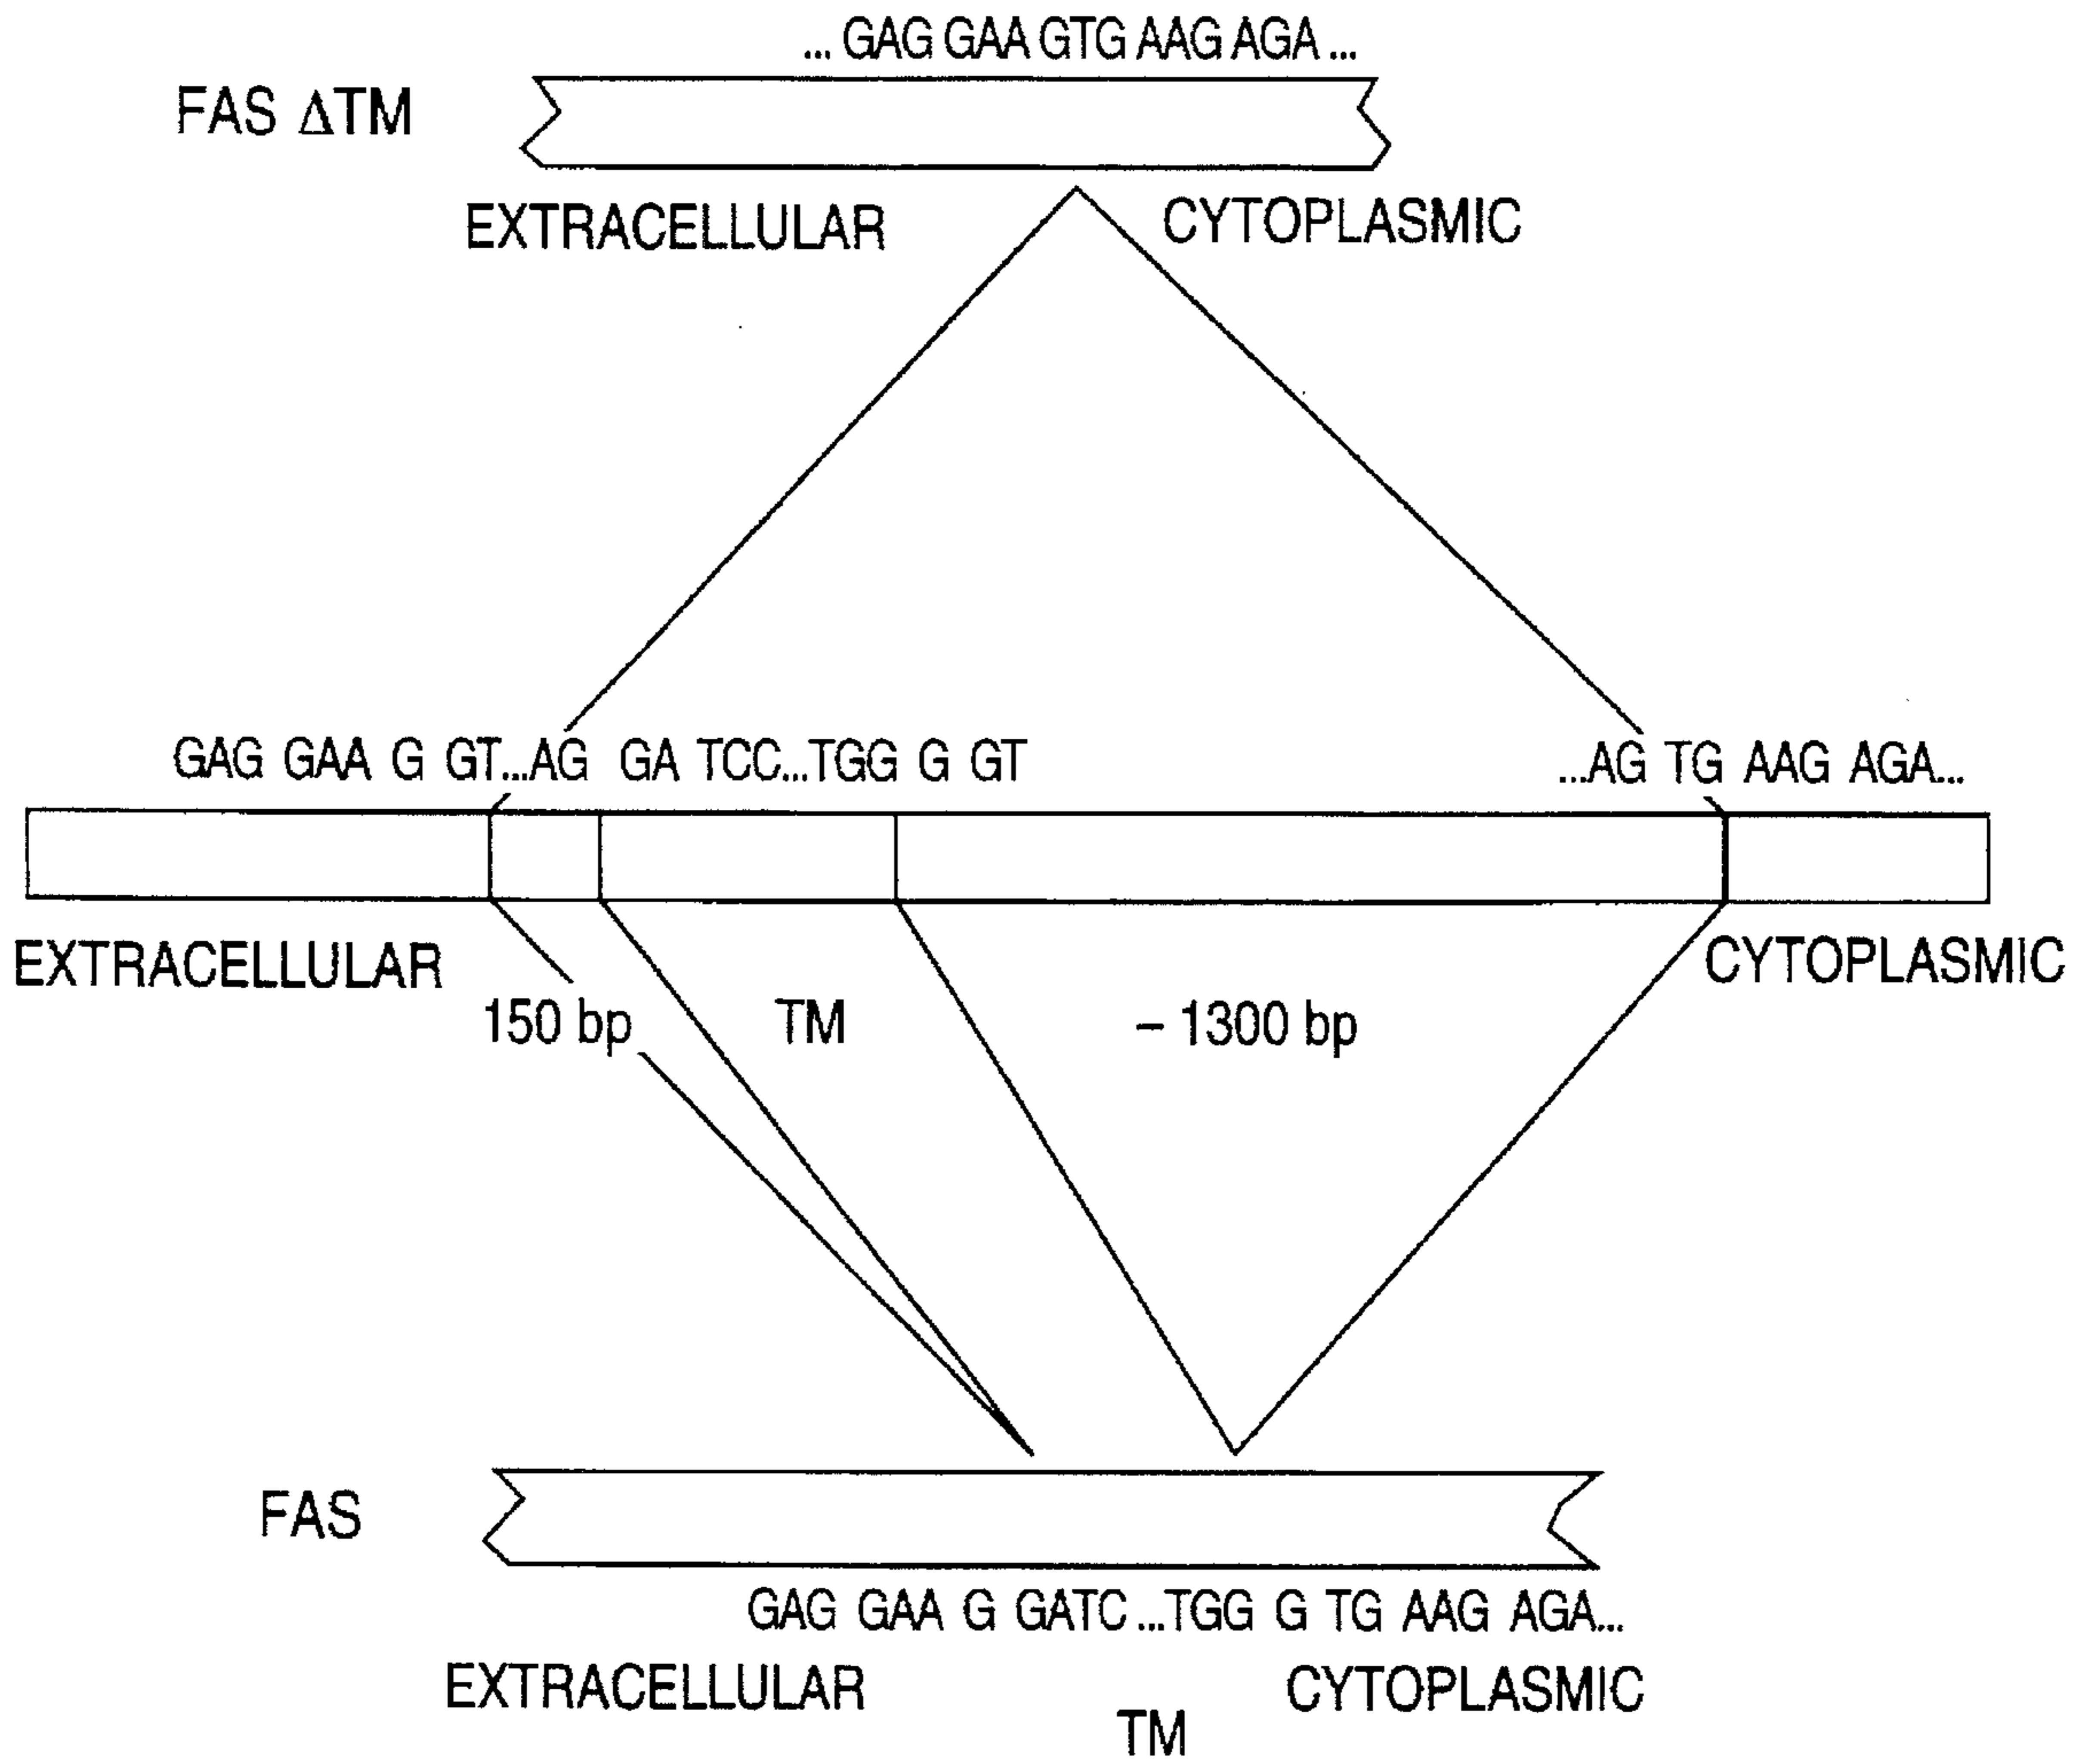 ... GAG GAA GTG AAG AGA ...
FAS ΔTM
EXTRACELLULAR CYTOPLASMIC
GAG GAA G GT...AG GA TCC...TGG G GT ...AG TG AAG AGA...
EXTRACELLULAR CYTOPLASMIC
150 bp TM – 1300 bp
FAS
GAG GAA G GATC ...TGG G TG AAG AGA...
EXTRACELLULAR CYTOPLASMIC
TM